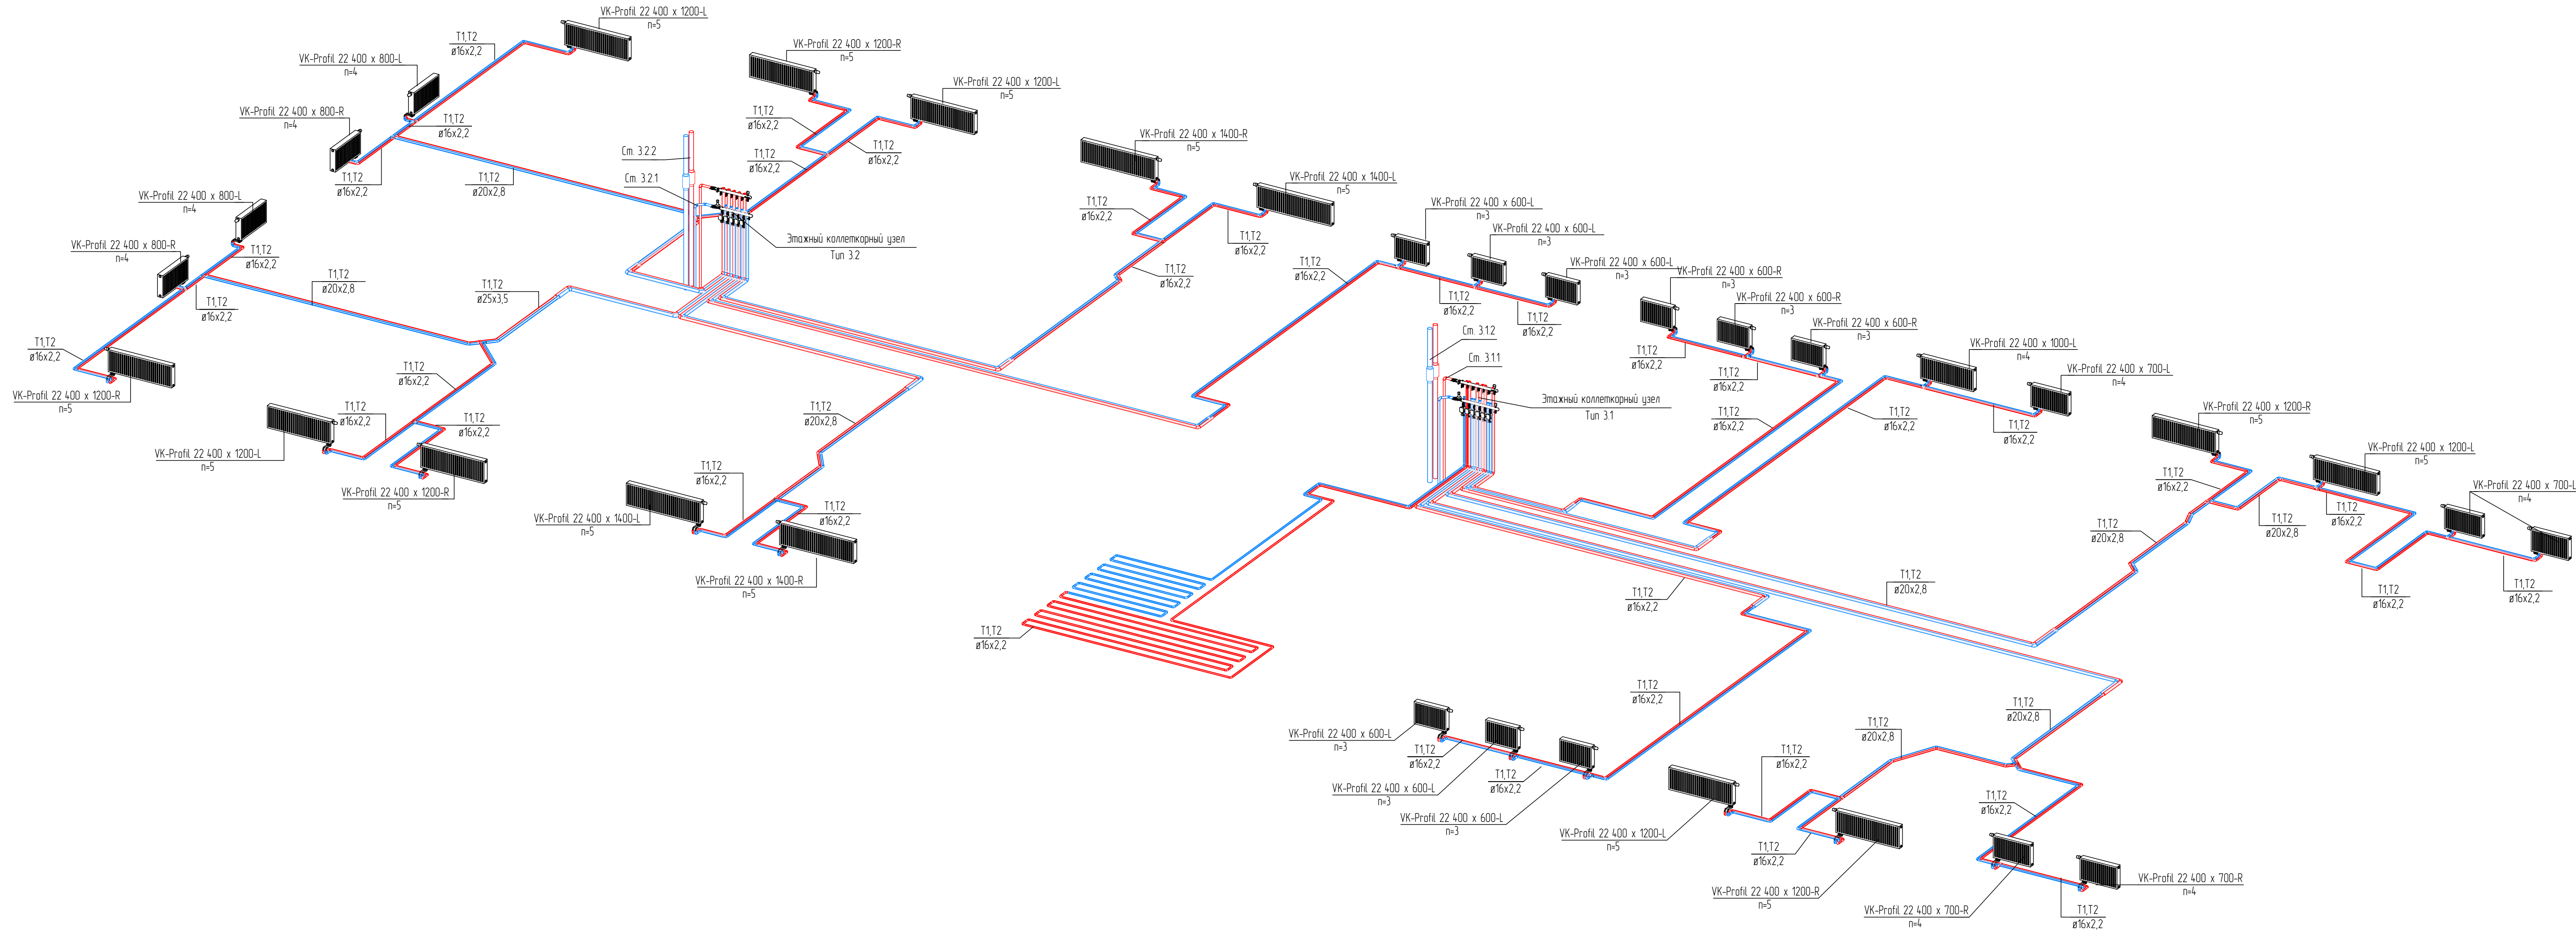 VK-Profil 22 400 x 1200-L
n=5
T1,T2
ø16x2,2
VK-Profil 22 400 x 800-L
n=4
VK-Profil 22 400 x 800-R
n=4
T1,T2
ø16x2,2
T1,T2
ø16x2,2
T1,T2
ø20x2,8
VK-Profil 22 400 x 1200-R
n=5
VK-Profil 22 400 x 1200-L
n=5
T1,T2
ø16x2,2
T1,T2
ø16x2,2
T1,T2
ø16x2,2
Ст. 3.2.2
Ст. 3.2.1
Этажный коллеткорный узел
Тип 3.2
VK-Profil 22 400 x 800-L
n=4
VK-Profil 22 400 x 800-R
n=4
T1,T2
ø16x2,2
T1,T2
ø16x2,2
T1,T2
ø20x2,8
T1,T2
ø25x3,5
T1,T2
ø16x2,2
VK-Profil 22 400 x 1200-R
n=5
T1,T2
ø16x2,2
T1,T2
ø16x2,2
T1,T2
ø16x2,2
VK-Profil 22 400 x 1200-L
n=5
VK-Profil 22 400 x 1200-R
n=5
T1,T2
ø20x2,8
T1,T2
ø16x2,2
T1,T2
ø16x2,2
VK-Profil 22 400 x 1400-L
n=5
VK-Profil 22 400 x 1400-R
n=5
VK-Profil 22 400 x 1400-R
n=5
VK-Profil 22 400 x 1400-L
n=5
T1,T2
ø16x2,2
T1,T2
ø16x2,2
T1,T2
ø16x2,2
VK-Profil 22 400 x 600-L
n=3
VK-Profil 22 400 x 600-L
n=3
VK-Profil 22 400 x 600-L
n=3
T1,T2
ø16x2,2
T1,T2
ø16x2,2
T1,T2
ø16x2,2
VK-Profil 22 400 x 600-R
n=3
VK-Profil 22 400 x 600-R
n=3
VK-Profil 22 400 x 600-R
n=3
T1,T2
ø16x2,2
T1,T2
ø16x2,2
T1,T2
ø16x2,2
Ст. 3.1.2
Ст. 3.1.1
Этажный коллеткорный узел
Тип 3.1
VK-Profil 22 400 x 1000-L
n=4
VK-Profil 22 400 x 700-L
n=4
T1,T2
ø16x2,2
T1,T2
ø16x2,2
VK-Profil 22 400 x 1200-R
n=5
VK-Profil 22 400 x 1200-L
n=5
VK-Profil 22 400 x 700-L
n=4
T1,T2
ø16x2,2
T1,T2
ø16x2,2
T1,T2
ø20x2,8
T1,T2
ø20x2,8
T1,T2
ø16x2,2
T1,T2
ø16x2,2
T1,T2
ø20x2,8
T1,T2
ø16x2,2
T1,T2
ø16x2,2
T1,T2
ø16x2,2
VK-Profil 22 400 x 600-L
n=3
T1,T2
ø16x2,2
T1,T2
ø16x2,2
VK-Profil 22 400 x 600-L
n=3
VK-Profil 22 400 x 600-L
n=3
T1,T2
ø20x2,8
T1,T2
ø20x2,8
T1,T2
ø16x2,2
T1,T2
ø16x2,2
VK-Profil 22 400 x 1200-L
n=5
T1,T2
ø16x2,2
VK-Profil 22 400 x 1200-R
n=5
VK-Profil 22 400 x 700-R
n=4
VK-Profil 22 400 x 700-R
n=4
T1,T2
ø16x2,2